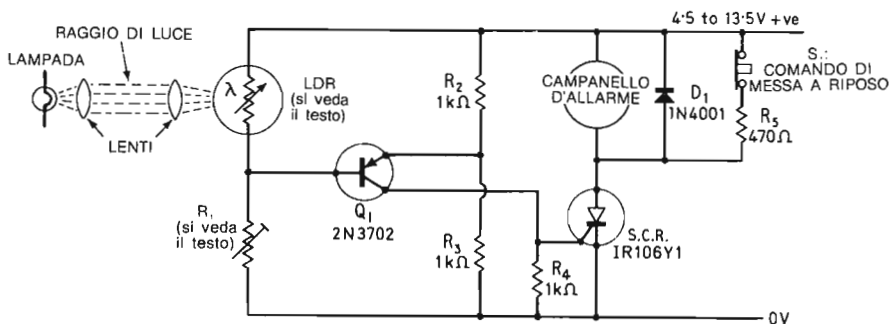 4·5 to 13·5V +ve
RAGGIO DI LUCE
LAMPADA
LENTI
λ
LDR
(si veda
il testo)
R2
1kΩ
CAMPANELLO
D'ALLARME
D1
1N4001
S1:
COMANDO DI
MESSA A RIPOSO
R5
470Ω
R1
(si veda
il testo)
Q1
2N3702
R3
1kΩ
R4
1kΩ
S.C.R.
IR106Y1
0V